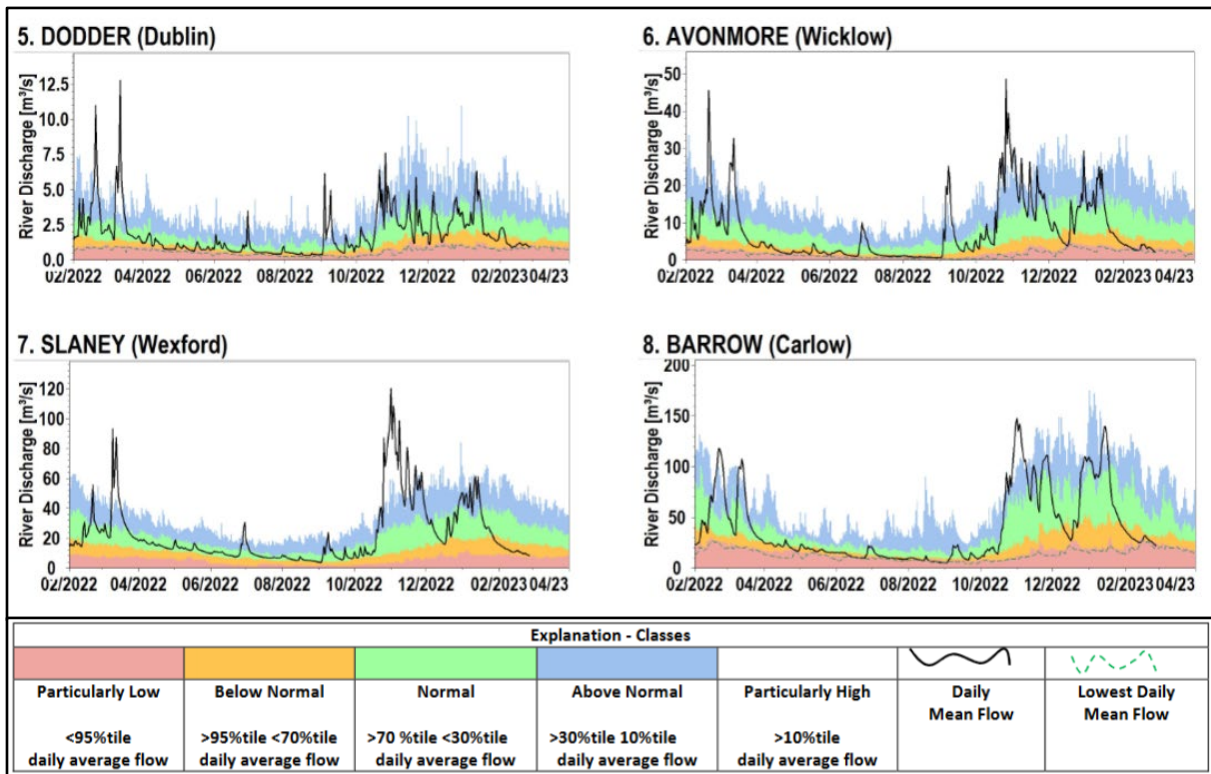 5. DODDER (Dublin)
River Discharge [m³/s]
12.5
10.0
7.5
5.0
2.5
0.0
02/2022 04/2022 06/2022 08/2022 10/2022 12/2022 02/2023 04/23
6. AVONMORE (Wicklow)
River Discharge [m³/s]
50
40
30
20
10
0
02/2022 04/2022 06/2022 08/2022 10/2022 12/2022 02/2023 04/23
7. SLANEY (Wexford)
River Discharge [m³/s]
120
100
80
60
40
20
0
02/2022 04/2022 06/2022 08/2022 10/2022 12/2022 02/2023 04/23
8. BARROW (Carlow)
River Discharge [m³/s]
200
150
100
50
0
02/2022 04/2022 06/2022 08/2022 10/2022 12/2022 02/2023 04/23
Explanation - Classes
Particularly Low
<95%tile
daily average flow
Below Normal
>95%tile <70%tile
daily average flow
Normal
>70 %tile <30%tile
daily average flow
Above Normal
>30%tile 10%tile
daily average flow
Particularly High
>10%tile
daily average flow
Daily
Mean Flow
Lowest Daily
Mean Flow